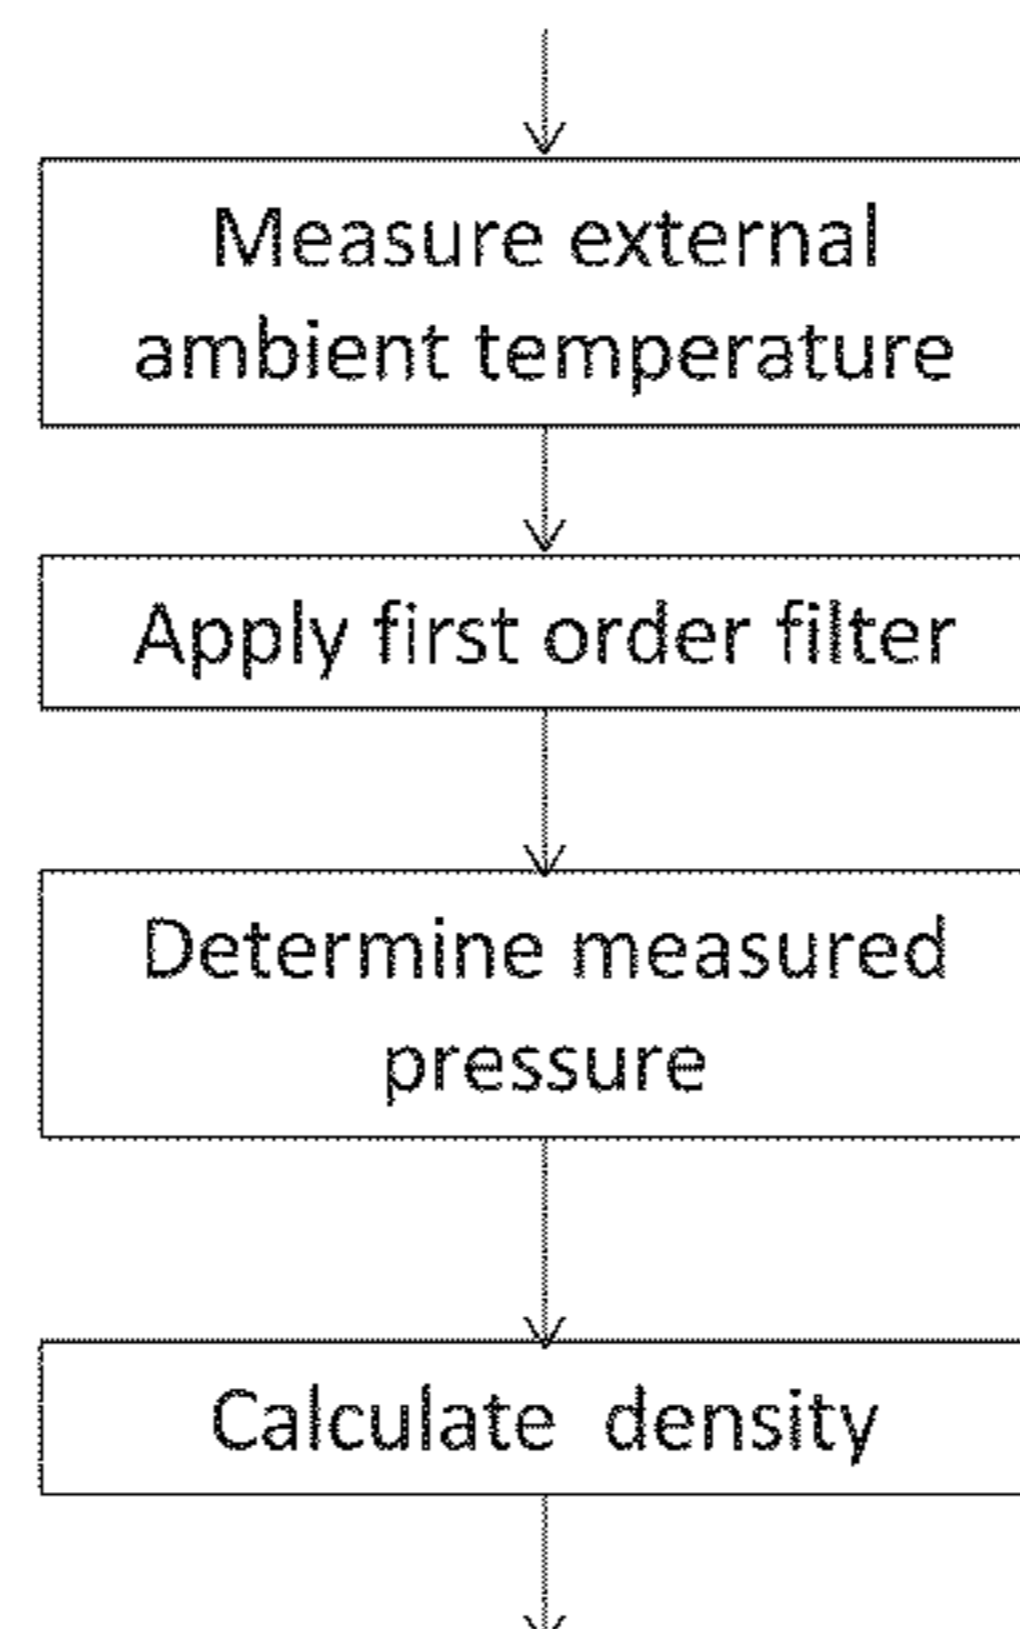 Measure external
ambient temperature
Apply first order filter
Determine measured
pressure
Calculate density